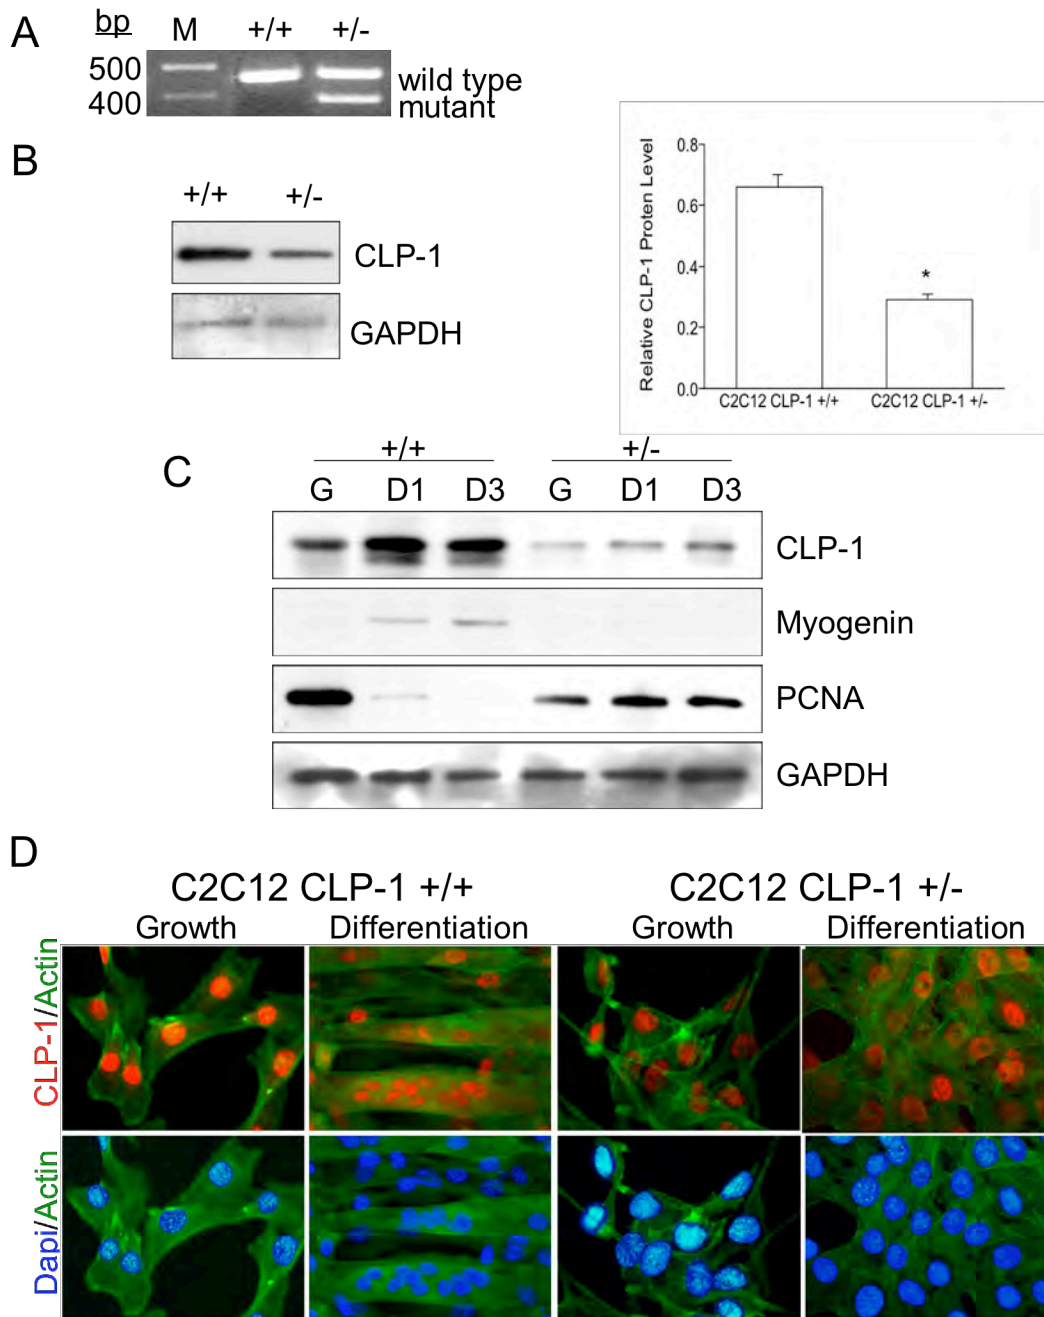 A
bp
M +/+ +/-
500
wild type
400
mutant
B
+/+ +/-
CLP-1
GAPDH
Relative CLP-1 Proten Level
0.8
0.6
0.4
*
0.2
0.0
C2C12 CLP-1 +/+
C2C12 CLP-1 +/-
C
+/+ +/-
G D1 D3 G D1 D3
CLP-1
Myogenin
PCNA
GAPDH
D
C2C12 CLP-1 +/+ C2C12 CLP-1 +/-
Growth Differentiation Growth Differentiation
CLP-1/Actin
Dapi/Actin